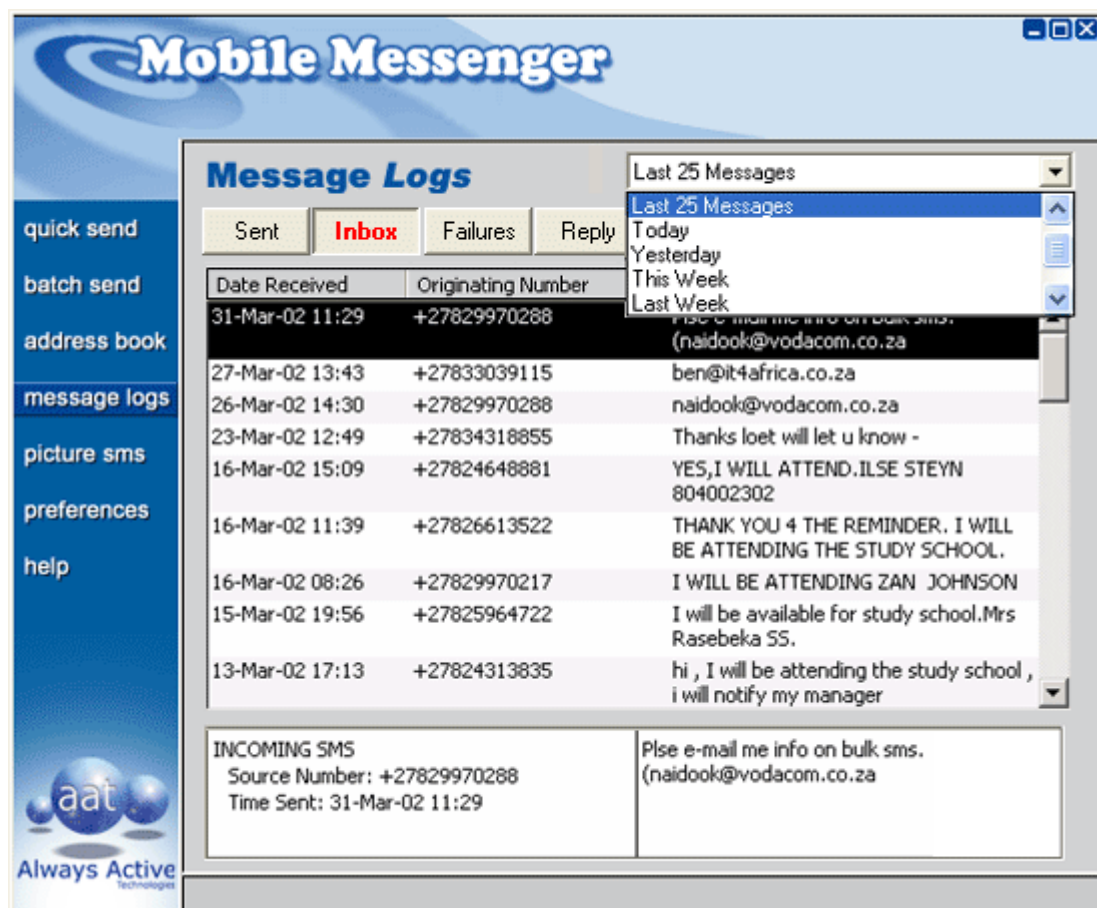 Mobile Messenger
Message Logs
Last 25 Messages
Last 25 Messages
Today
Yesterday
This Week
Last Week
quick send
batch send
address book
message logs
picture sms
preferences
help
Sent
Inbox
Failures
Reply
Date Received
Originating Number
31-Mar-02 11:29 +27829970288 Plse e-mail me info on bulk sms.
(naidook@vodacom.co.za
27-Mar-02 13:43 +27833039115 ben@it4africa.co.za
26-Mar-02 14:30 +27829970288 naidook@vodacom.co.za
23-Mar-02 12:49 +27834318855 Thanks loet will let u know -
16-Mar-02 15:09 +27824648881 YES,I WILL ATTEND.ILSE STEYN
804002302
16-Mar-02 11:39 +27826613522 THANK YOU 4 THE REMINDER. I WILL
BE ATTENDING THE STUDY SCHOOL.
16-Mar-02 08:26 +27829970217 I WILL BE ATTENDING ZAN JOHNSON
15-Mar-02 19:56 +27825964722 I will be available for study school.Mrs
Rasebeka SS.
13-Mar-02 17:13 +27824313835 hi , I will be attending the study school ,
i will notify my manager
INCOMING SMS
Source Number: +27829970288
Time Sent: 31-Mar-02 11:29
Plse e-mail me info on bulk sms.
(naidook@vodacom.co.za
aat
Always Active
Technologies